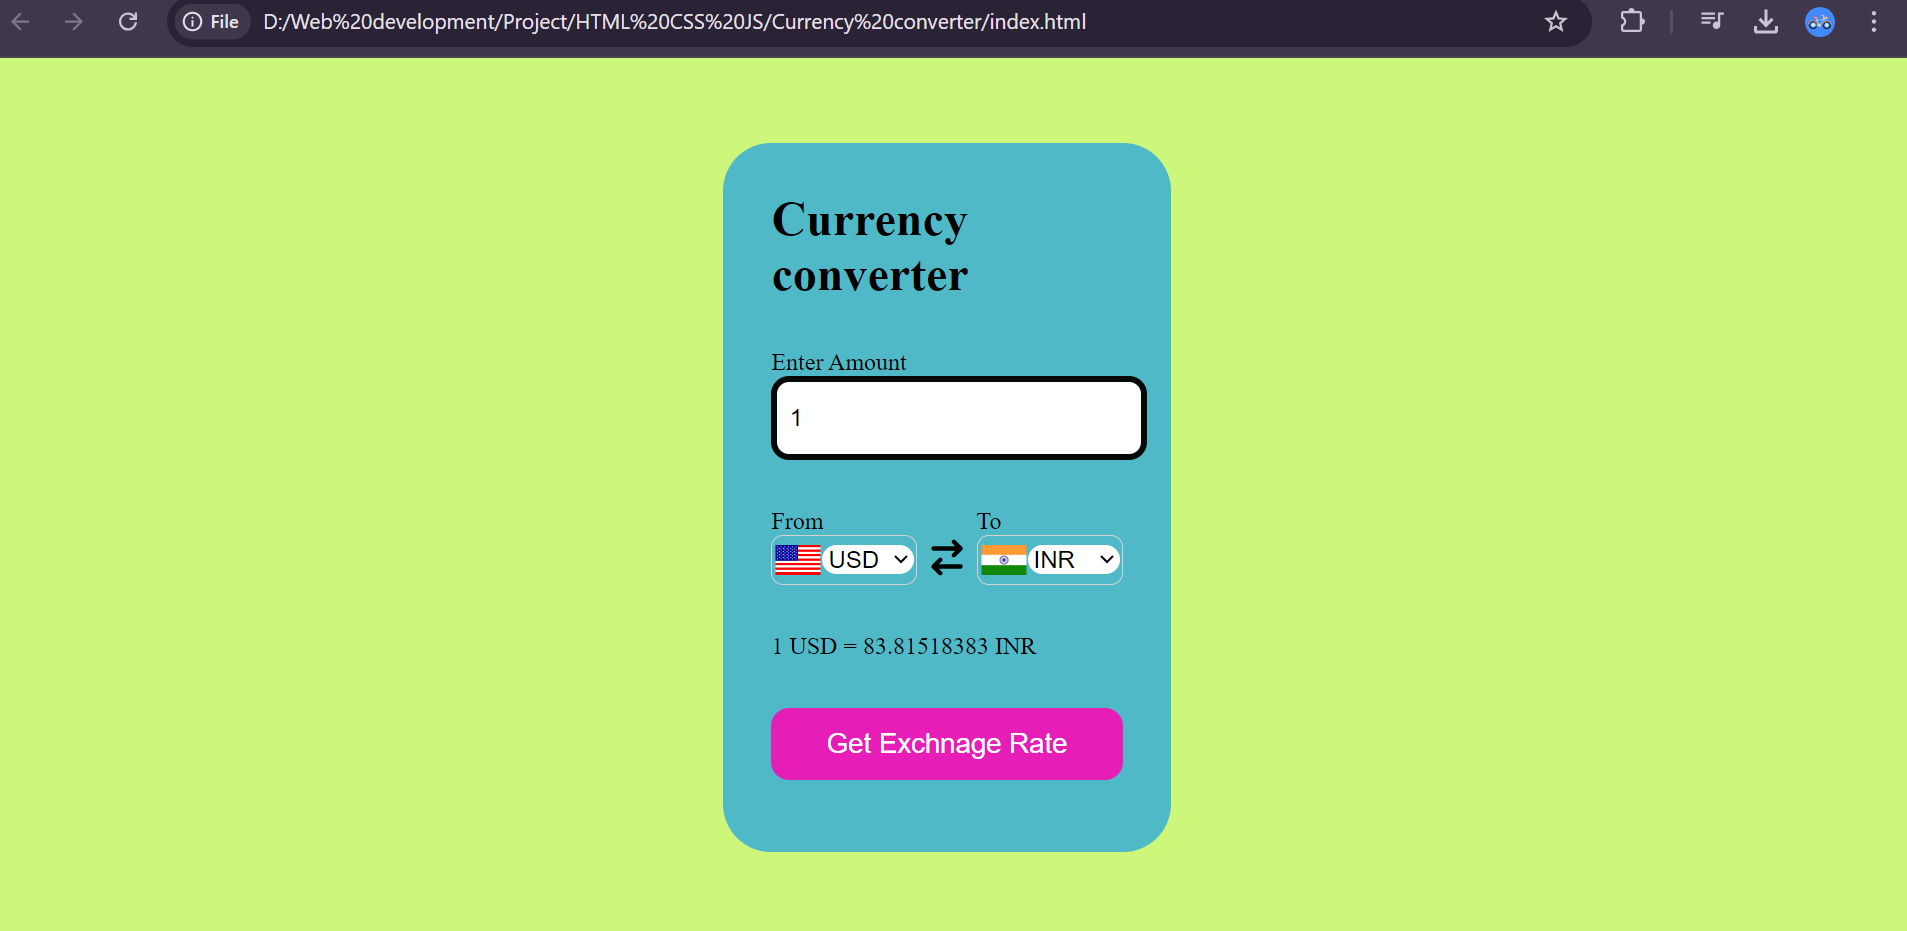 File D:/Web%20development/Project/HTML%20CSS%20JS/Currency%20converter/index.html
Currency
converter
Enter Amount
1
From To
USD INR
1 USD = 83.81518383 INR
Get Exchnage Rate